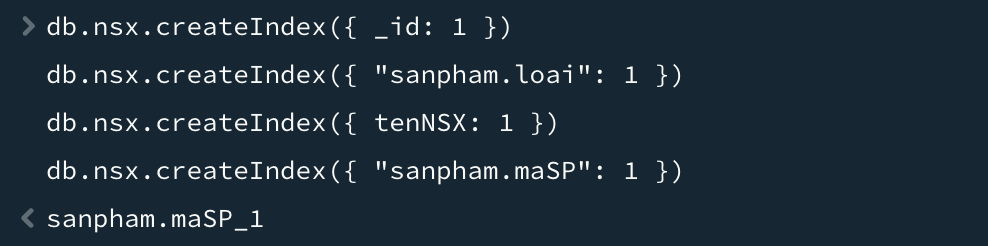 > db.nsx.createIndex({ _id: 1 })
db.nsx.createIndex({ "sanpham.loai": 1 })
db.nsx.createIndex({ tenNSX: 1 })
db.nsx.createIndex({ "sanpham.maSP": 1 })
< sanpham.maSP_1